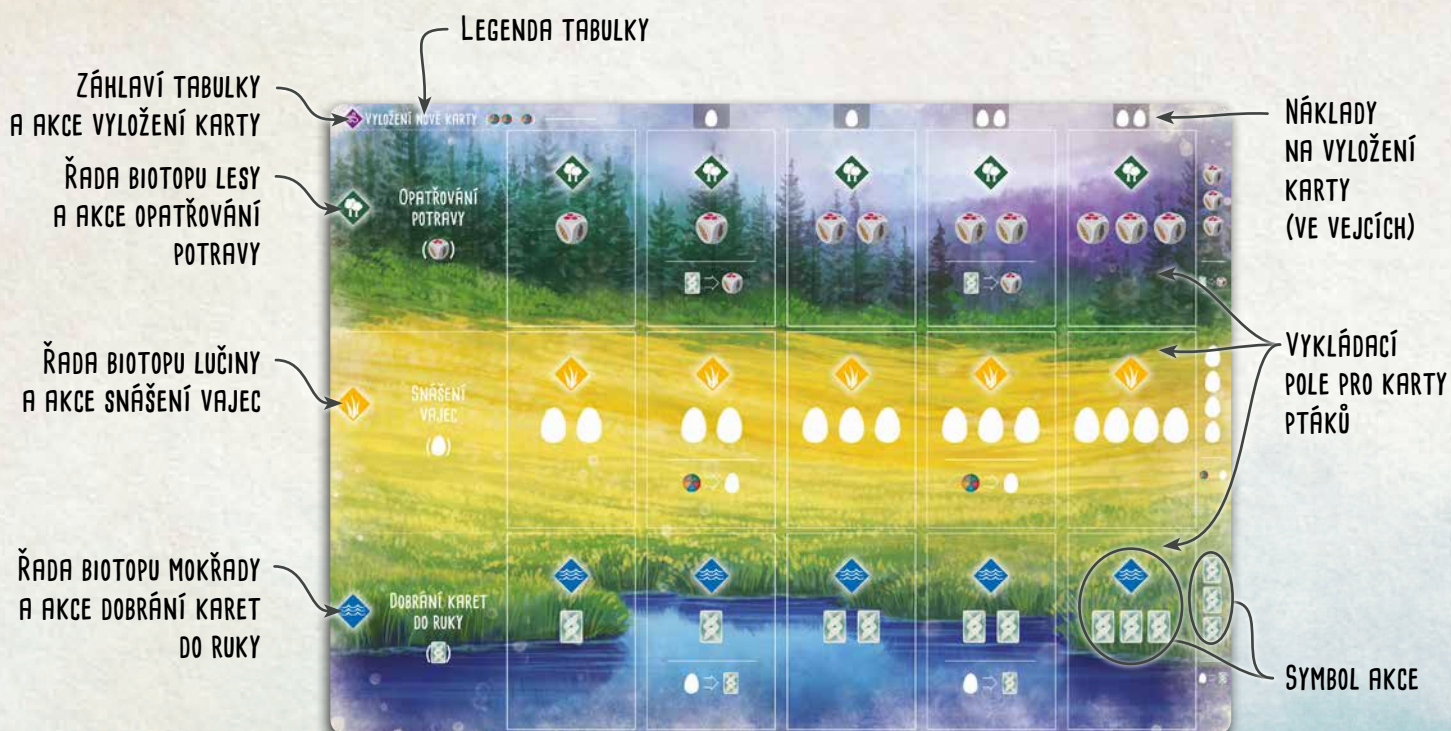 LEGENDA TABULKY
ZÁHLAVÍ TABULKY
A AKCE VYLOŽENÍ KARTY
ŘADA BIOTOPU LESY
A AKCE OPATŘOVÁNÍ
POTRAVY
ŘADA BIOTOPU LUČINY
A AKCE SNÁŠENÍ VAJEC
ŘADA BIOTOPU MOKŘADY
A AKCE DOBRÁNÍ KARET
DO RUKY
VYLOŽENÍ NOVÉ KARTY
OPATŘOVÁNÍ
POTRAVY
( )
SNÁŠENÍ
VAJEC
( )
DOBRÁNÍ KARET
DO RUKY
( )
NÁKLADY
NA VYLOŽENÍ
KARTY
(VE VEJCÍCH)
VYKLÁDACÍ
POLE PRO KARTY
PTÁKŮ
SYMBOL AKCE